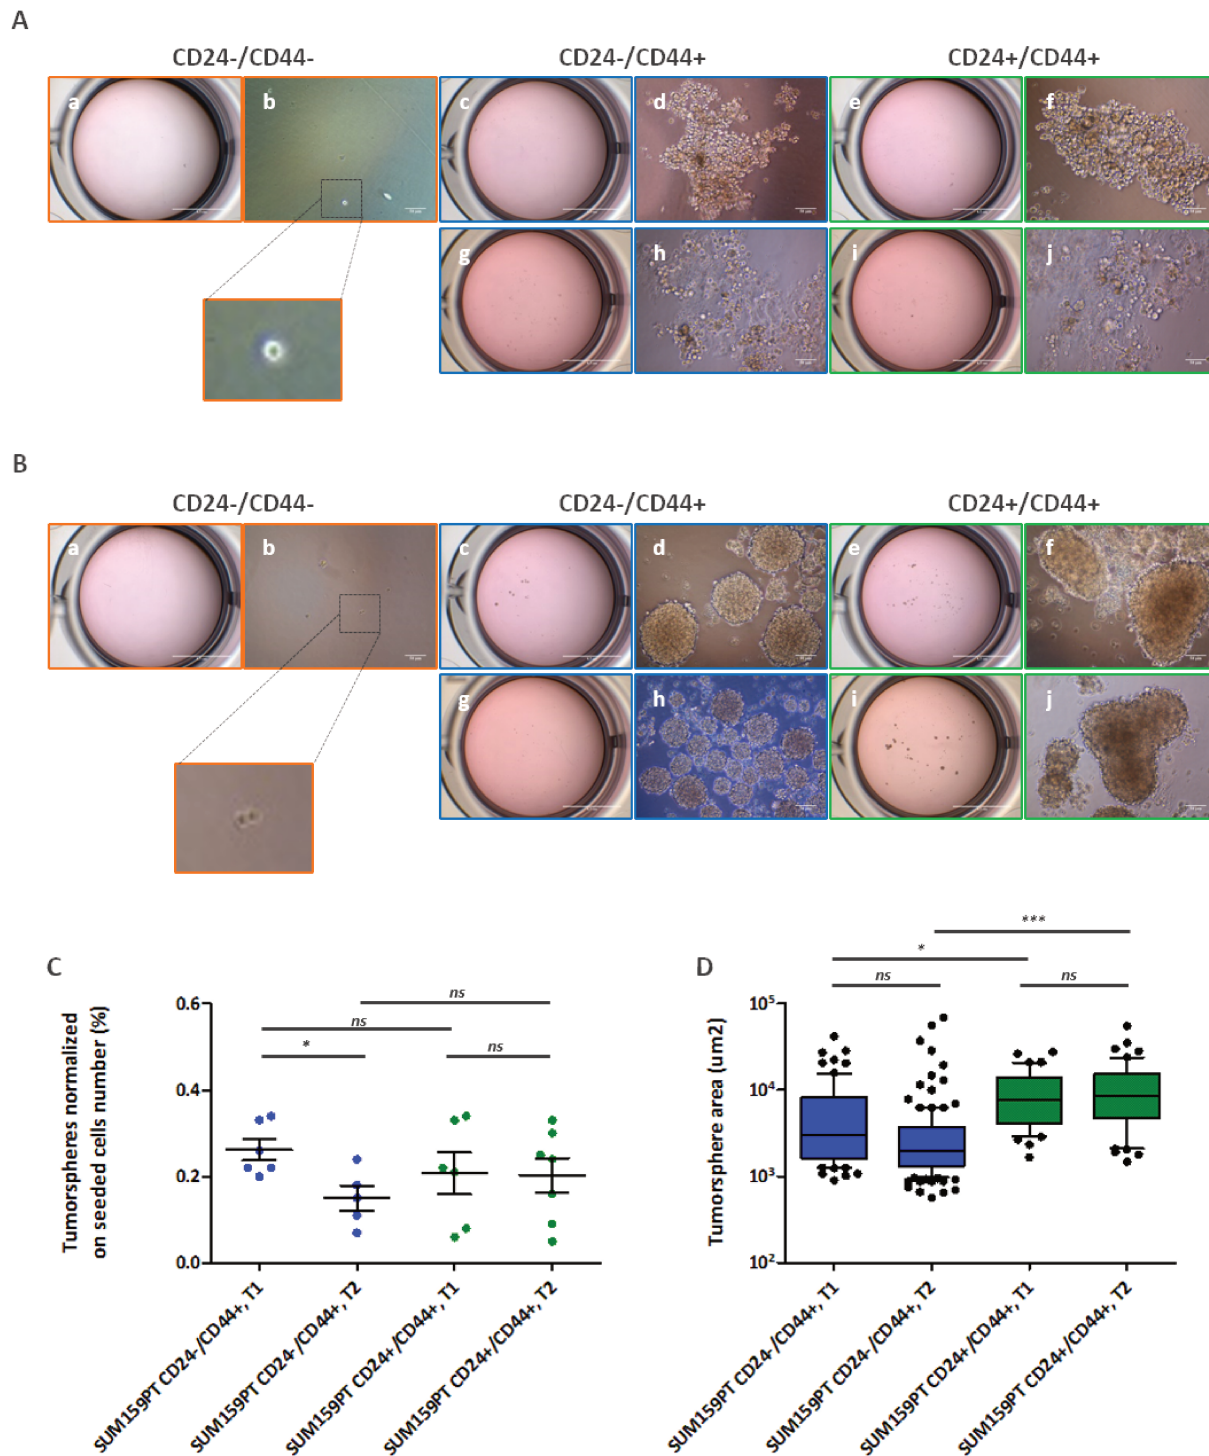 A
CD24-/CD44-
CD24-/CD44+
CD24+/CD44+
a
b
c
d
e
f
g
h
i
j
B
CD24-/CD44-
CD24-/CD44+
CD24+/CD44+
a
b
c
d
e
f
g
h
i
j
C
Tumorspheres normalized
on seeded cells number (%)
0.6
0.4
0.2
0.0
ns
ns
*
ns
SUM159PT CD24-/CD44+, T1
SUM159PT CD24-/CD44+, T2
SUM159PT CD24+/CD44+, T1
SUM159PT CD24+/CD44+, T2
D
Tumorsphere area (um2)
10⁵
10⁴
10³
10²
***
*
ns
ns
SUM159PT CD24-/CD44+, T1
SUM159PT CD24-/CD44+, T2
SUM159PT CD24+/CD44+, T1
SUM159PT CD24+/CD44+, T2